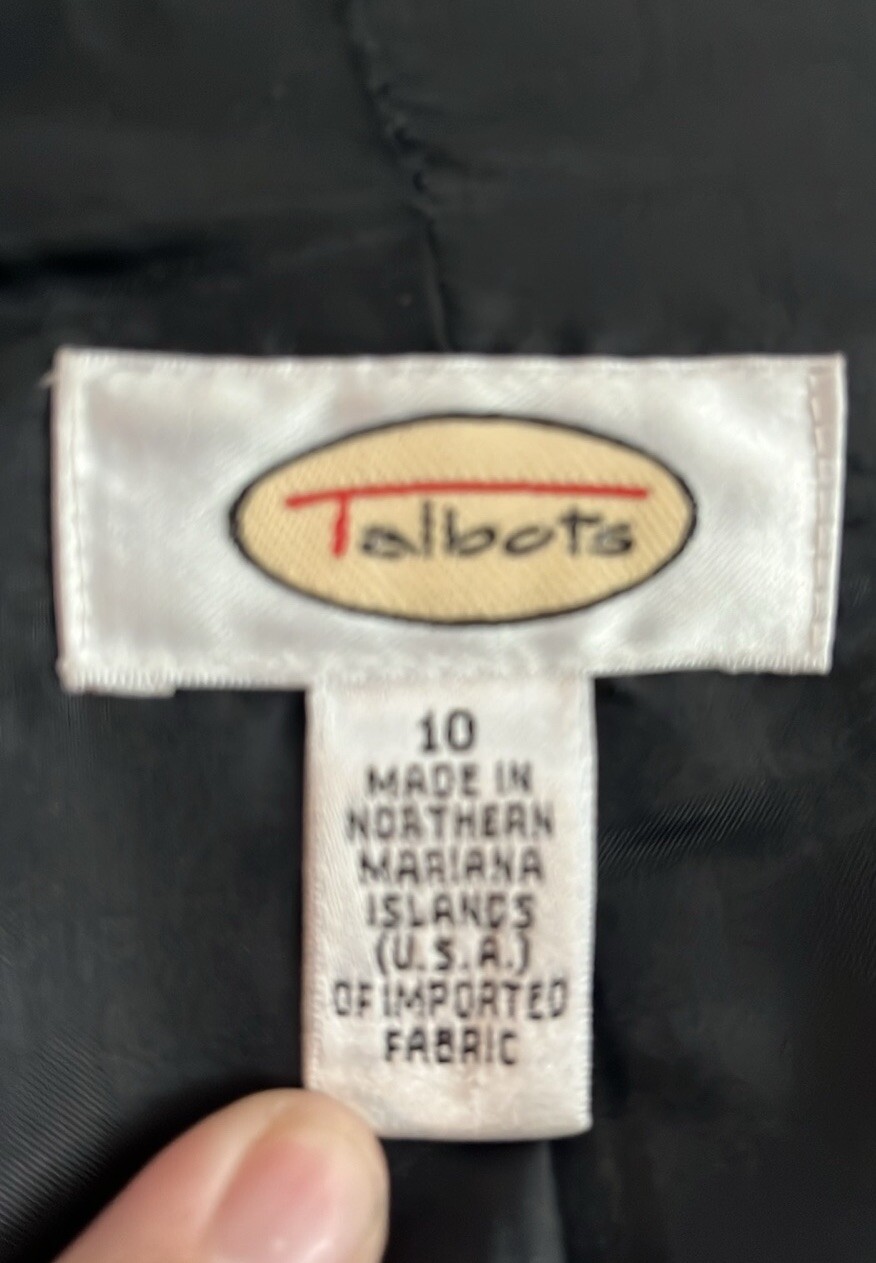 Talbots
10
MADE IN
NORTHERN
MARIANA
ISLANDS
(U.S.A.)
OF IMPORTED
FABRIC